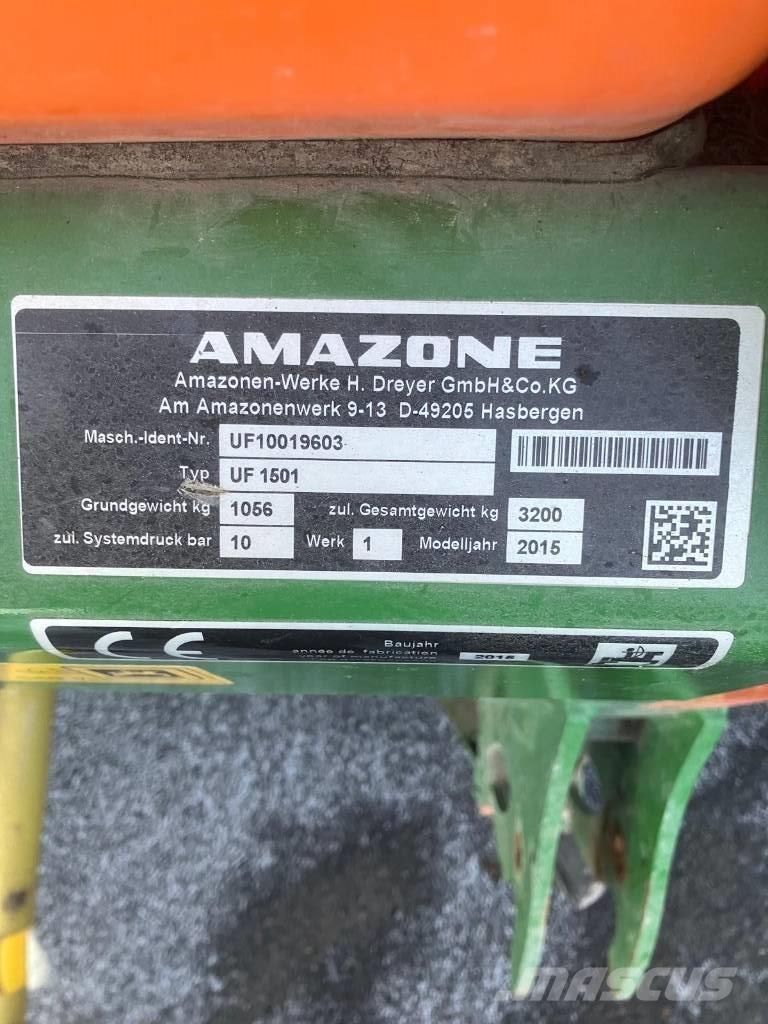 AMAZONE
Amazonen-Werke H. Dreyer GmbH&Co.KG
Am Amazonenwerk 9-13 D-49205 Hasbergen
Masch.-Ident-Nr. UF10019603
Typ UF 1501
Grundgewicht kg 1056 zul. Gesamtgewicht kg 3200
zul. Systemdruck bar 10 Werk 1 Modelljahr 2015
CE
Baujahr
année de fabrication
year of manufacture 2015
MASCUS